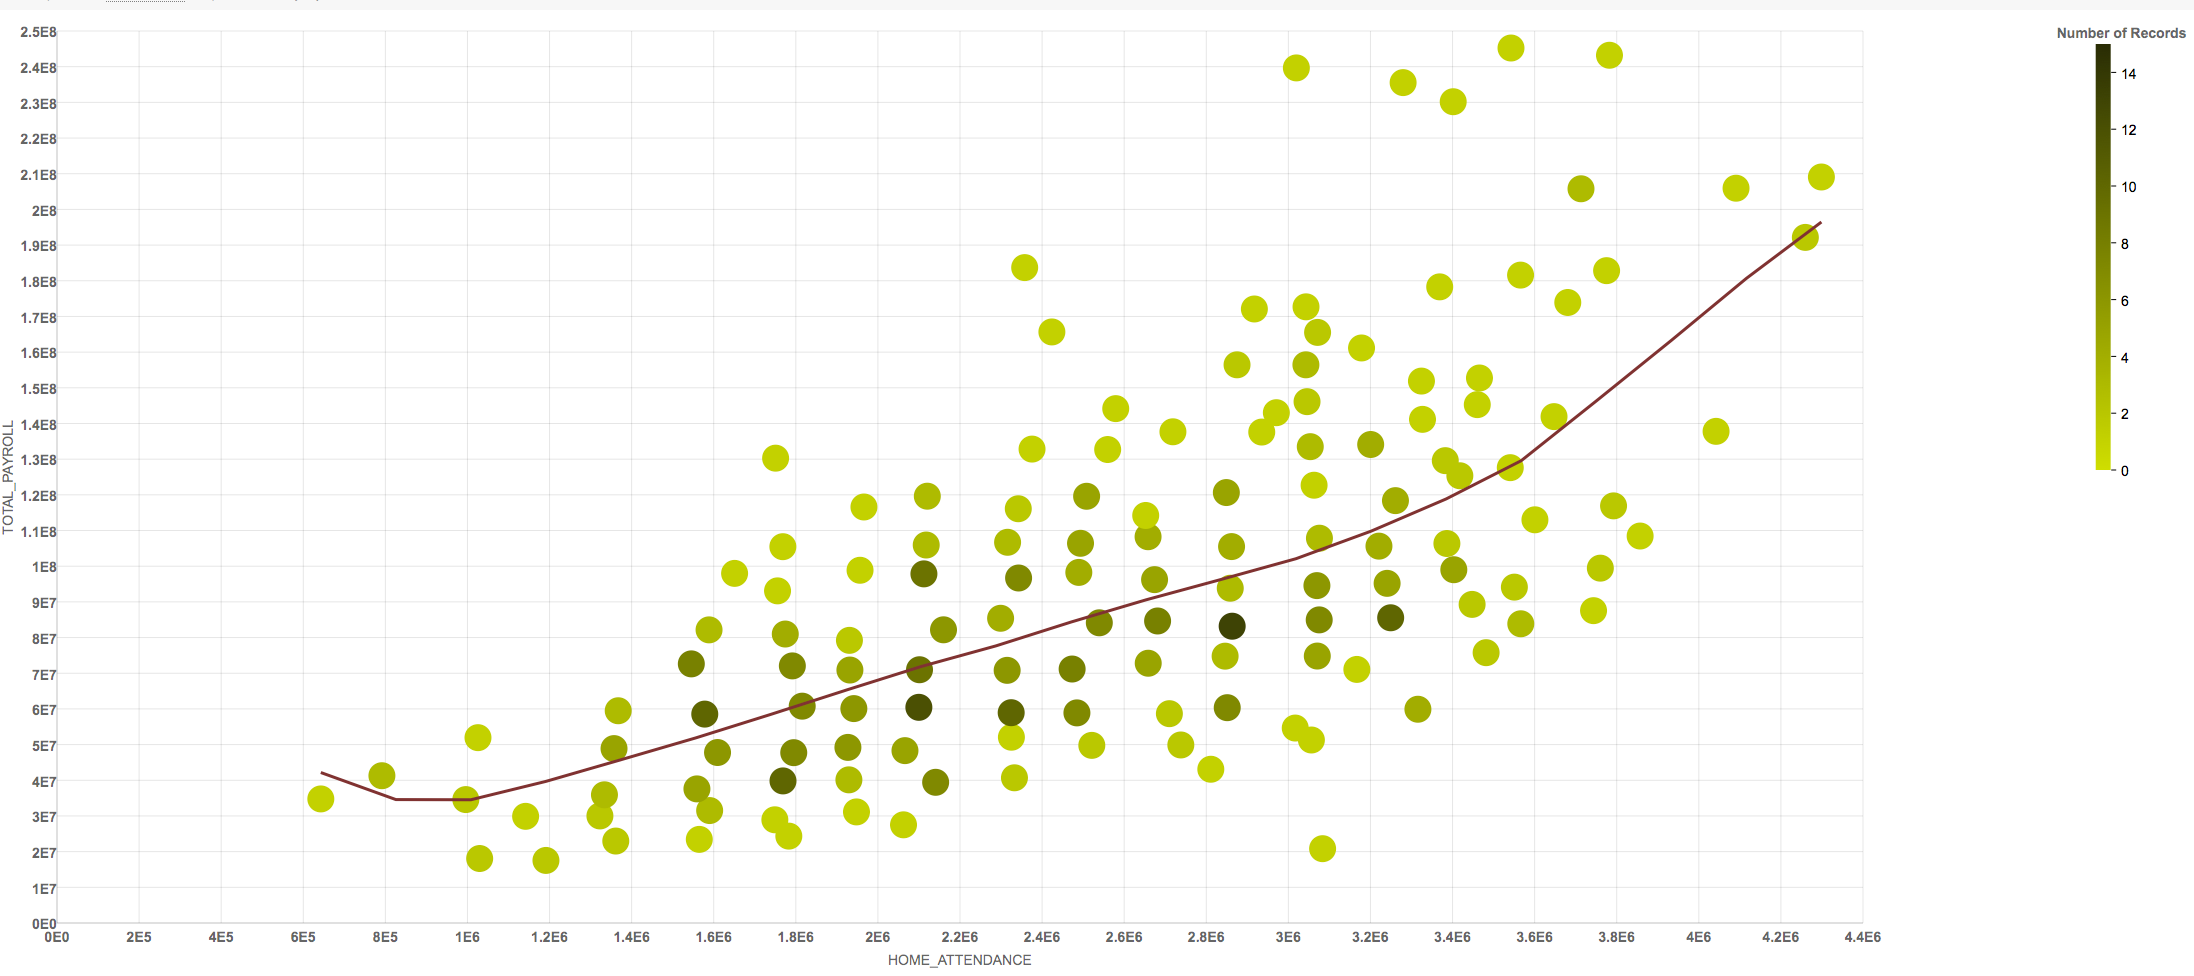 Number of Records
2.5E8
2.4E8
2.3E8
2.2E8
2.1E8
2E8
1.9E8
1.8E8
1.7E8
1.6E8
1.5E8
1.4E8
1.3E8
1.2E8
1.1E8
1E8
9E7
8E7
7E7
6E7
5E7
4E7
3E7
2E7
1E7
0E0
TOTAL_PAYROLL
0E0 2E5 4E5 6E5 8E5 1E6 1.2E6 1.4E6 1.6E6 1.8E6 2E6 2.2E6 2.4E6 2.6E6 2.8E6 3E6 3.2E6 3.4E6 3.6E6 3.8E6 4E6 4.2E6 4.4E6
HOME_ATTENDANCE
14
12
10
8
6
4
2
0